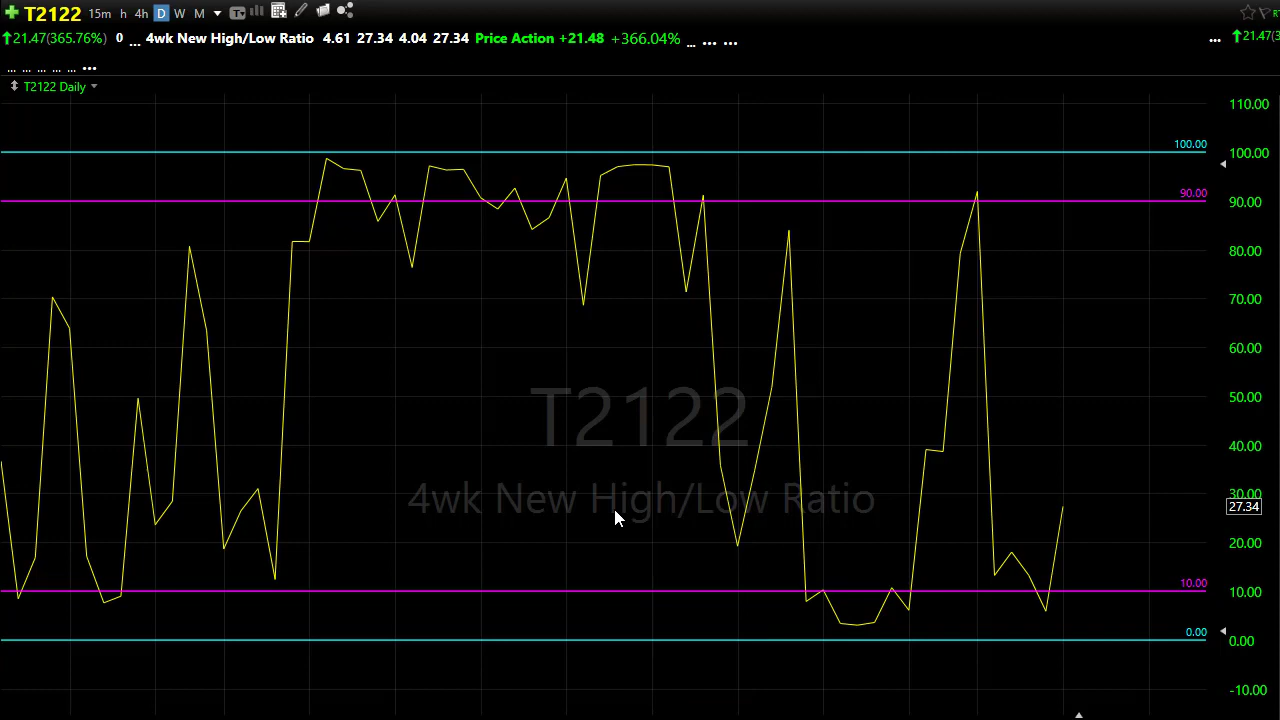 T2122 15m h 4h D W M T
21.47(365.76%) 0 ... 4wk New High/Low Ratio 4.61 27.34 4.04 27.34 Price Action +21.48 +366.04% ... ... ... ... 21.47(3
... ... ... ... ... ...
T2122 Daily
110.00
100.00 100.00
90.00 90.00
80.00
70.00
60.00
50.00
T2122
40.00
4wk New High/Low Ratio
30.00
27.34
20.00
10.00 10.00
0.00 0.00
-10.00